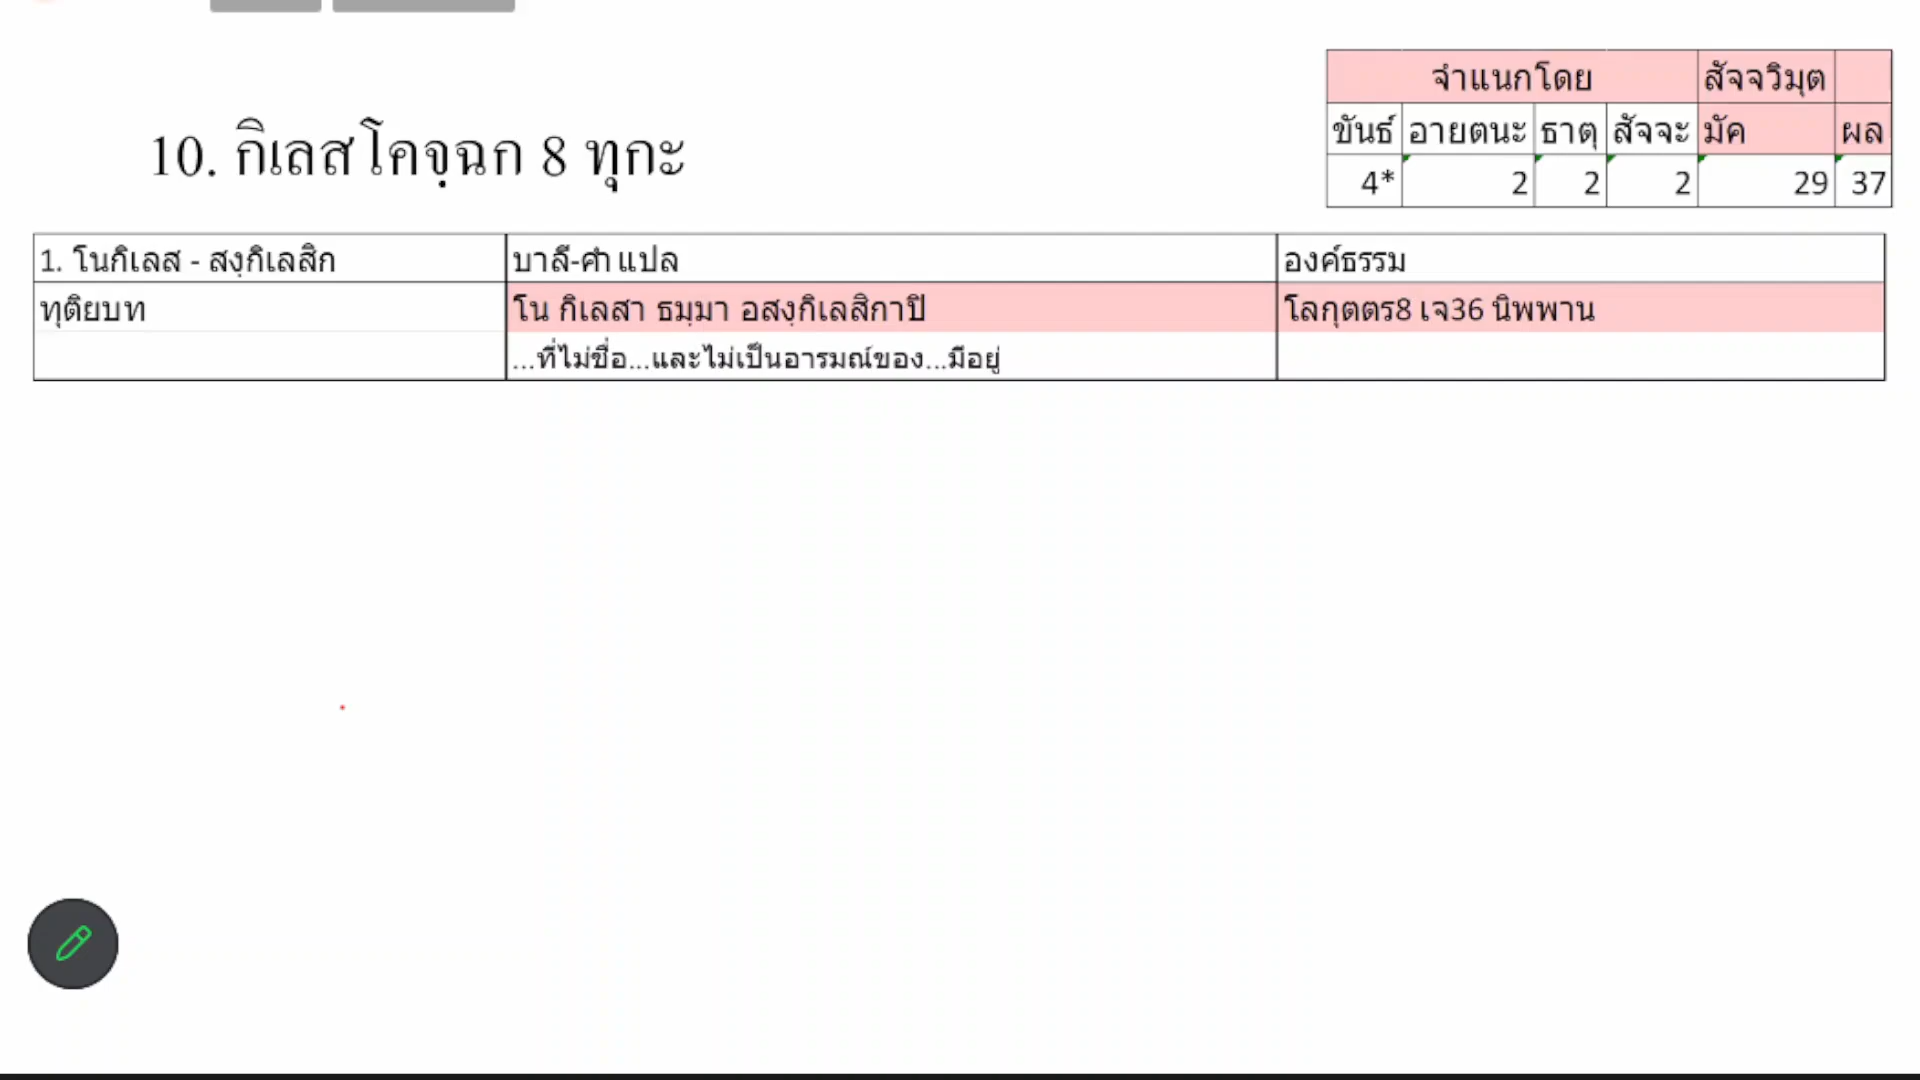 จำแนกโดย สัจจวิมุต
ขันธ์ อายตนะ ธาตุ สัจจะ มัค ผล
4* 2 2 2 29 37
10. กิเลสโคจฺฉก 8 ทุกะ
1. โนกิเลส - สงฺกิเลสิก บาลี-คำแปล องค์ธรรม
ทุติยบท โน กิเลสา ธมฺมา อสงฺกิเลสิกาปิ โลกุตตร8 เจ36 นิพพาน
...ที่ไม่ชื่อ...และไม่เป็นอารมณ์ของ...มีอยู่